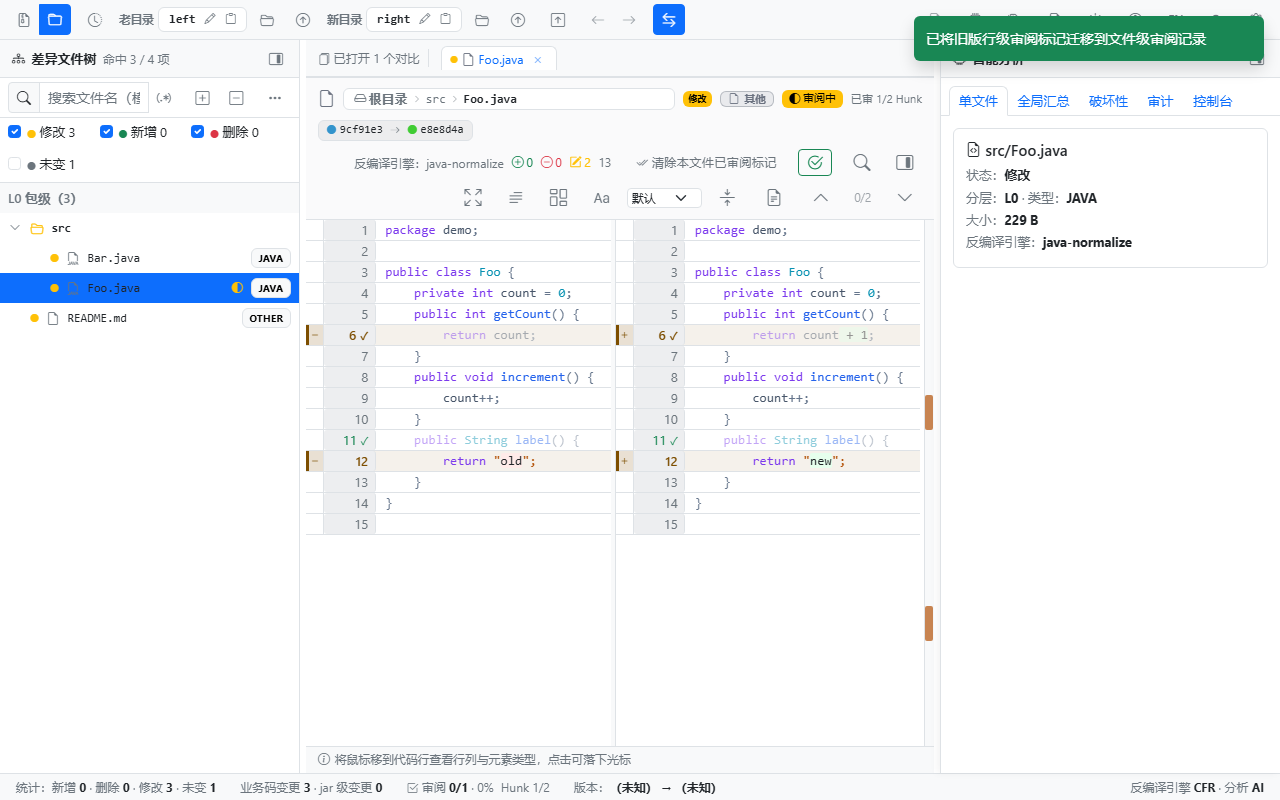 老目录 left 新目录 right
已将旧版行级审阅标记迁移到文件级审阅记录
差异文件树 命中 3 / 4 项
搜索文件名（
(.*)
修改 3 新增 0 删除 0
未变 1
L0 包级（3）
src
Bar.java JAVA
Foo.java JAVA
README.md OTHER
已打开 1 个对比 Foo.java ×
根目录 › src › Foo.java 修改 其他 审阅中 已审 1/2 Hunk
9cf91e3 → e8e8d4a
反编译引擎: java-normalize 0 0 2 13 清除本文件已审阅标记
Aa 默认 0/2
1 package demo;
2
3 public class Foo {
4 private int count = 0;
5 public int getCount() {
− 6 ✓ return count;
7 }
8 public void increment() {
9 count++;
10 }
11 ✓ public String label() {
− 12 return "old";
13 }
14 }
15
1 package demo;
2
3 public class Foo {
4 private int count = 0;
5 public int getCount() {
+ 6 ✓ return count + 1;
7 }
8 public void increment() {
9 count++;
10 }
11 ✓ public String label() {
+ 12 return "new";
13 }
14 }
15
将鼠标移到代码行查看行列与元素类型，点击可落下光标
单文件 全局汇总 破坏性 审计 控制台
src/Foo.java
状态: 修改
分层: L0 · 类型: JAVA
大小: 229 B
反编译引擎: java-normalize
统计: 新增 0 · 删除 0 · 修改 3 · 未变 1 业务码变更 3 · jar 级变更 0 审阅 0/1 · 0% Hunk 1/2 版本: (未知) → (未知) 反编译引擎 CFR · 分析 AI